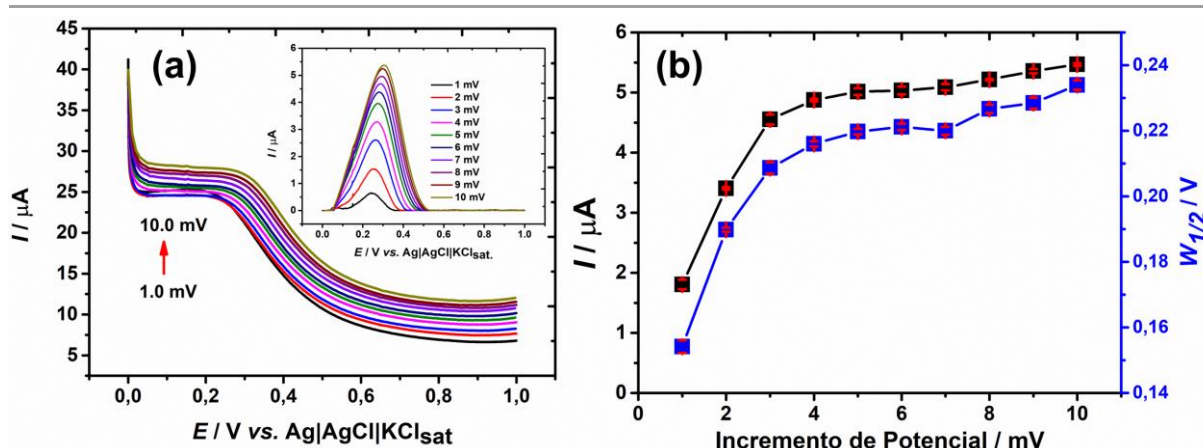 (a)
I / μA
45
40
35
30
25
20
15
10
5
10.0 mV
1.0 mV
0,0 0,2 0,4 0,6 0,8 1,0
E / V vs. Ag|AgCl|KClsat
I / μA
6
5
4
3
2
1
0
0.0 0.2 0.4 0.6 0.8 1.0
E / V vs. Ag|AgCl|KClsat.
1 mV
2 mV
3 mV
4 mV
5 mV
6 mV
7 mV
8 mV
9 mV
10 mV
(b)
I / μA
6
5
4
3
2
1
0
0 2 4 6 8 10
Incremento de Potencial / mV
0,24
0,22
0,20
0,18
0,16
0,14
W1/2 / V